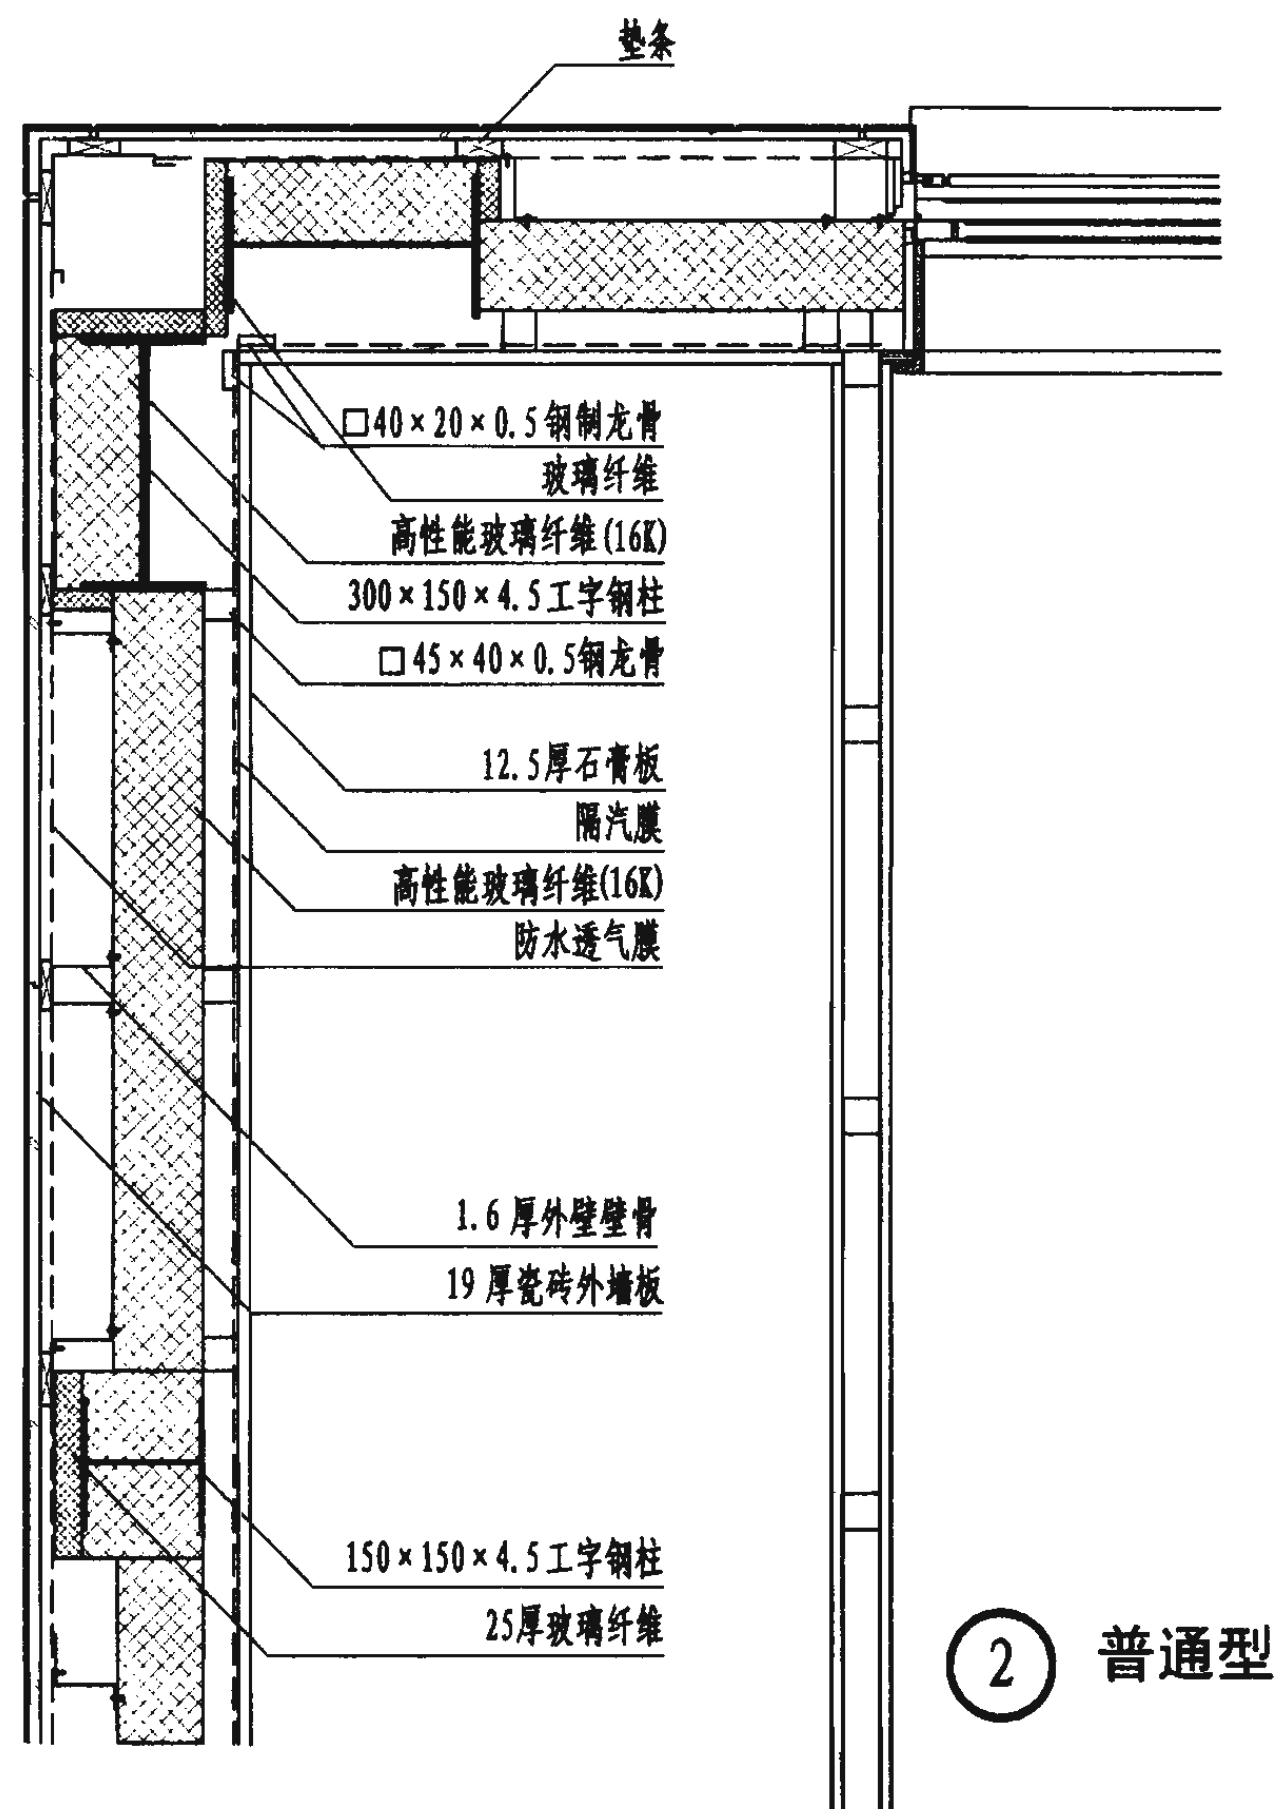 垫条
□40×20×0.5钢制龙骨
玻璃纤维
高性能玻璃纤维(16K)
300×150×4.5工字钢柱
□45×40×0.5钢龙骨
12.5厚石膏板
隔汽膜
高性能玻璃纤维(16K)
防水透气膜
1.6厚外壁壁骨
19厚瓷砖外墙板
150×150×4.5工字钢柱
25厚玻璃纤维
2 普通型